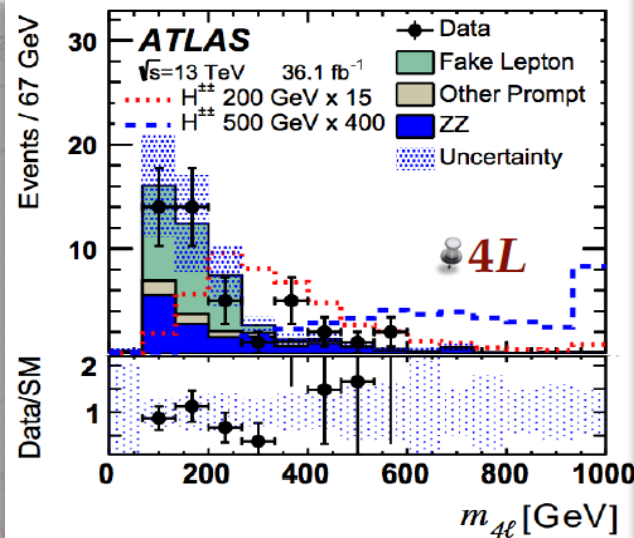 ATLAS
√s=13 TeV 36.1 fb⁻¹
H±± 200 GeV x 15
H±± 500 GeV x 400
Data
Fake Lepton
Other Prompt
ZZ
Uncertainty
4L
Events / 67 GeV
30
20
10
Data/SM
2
1
0 200 400 600 800 1000
m4ℓ [GeV]